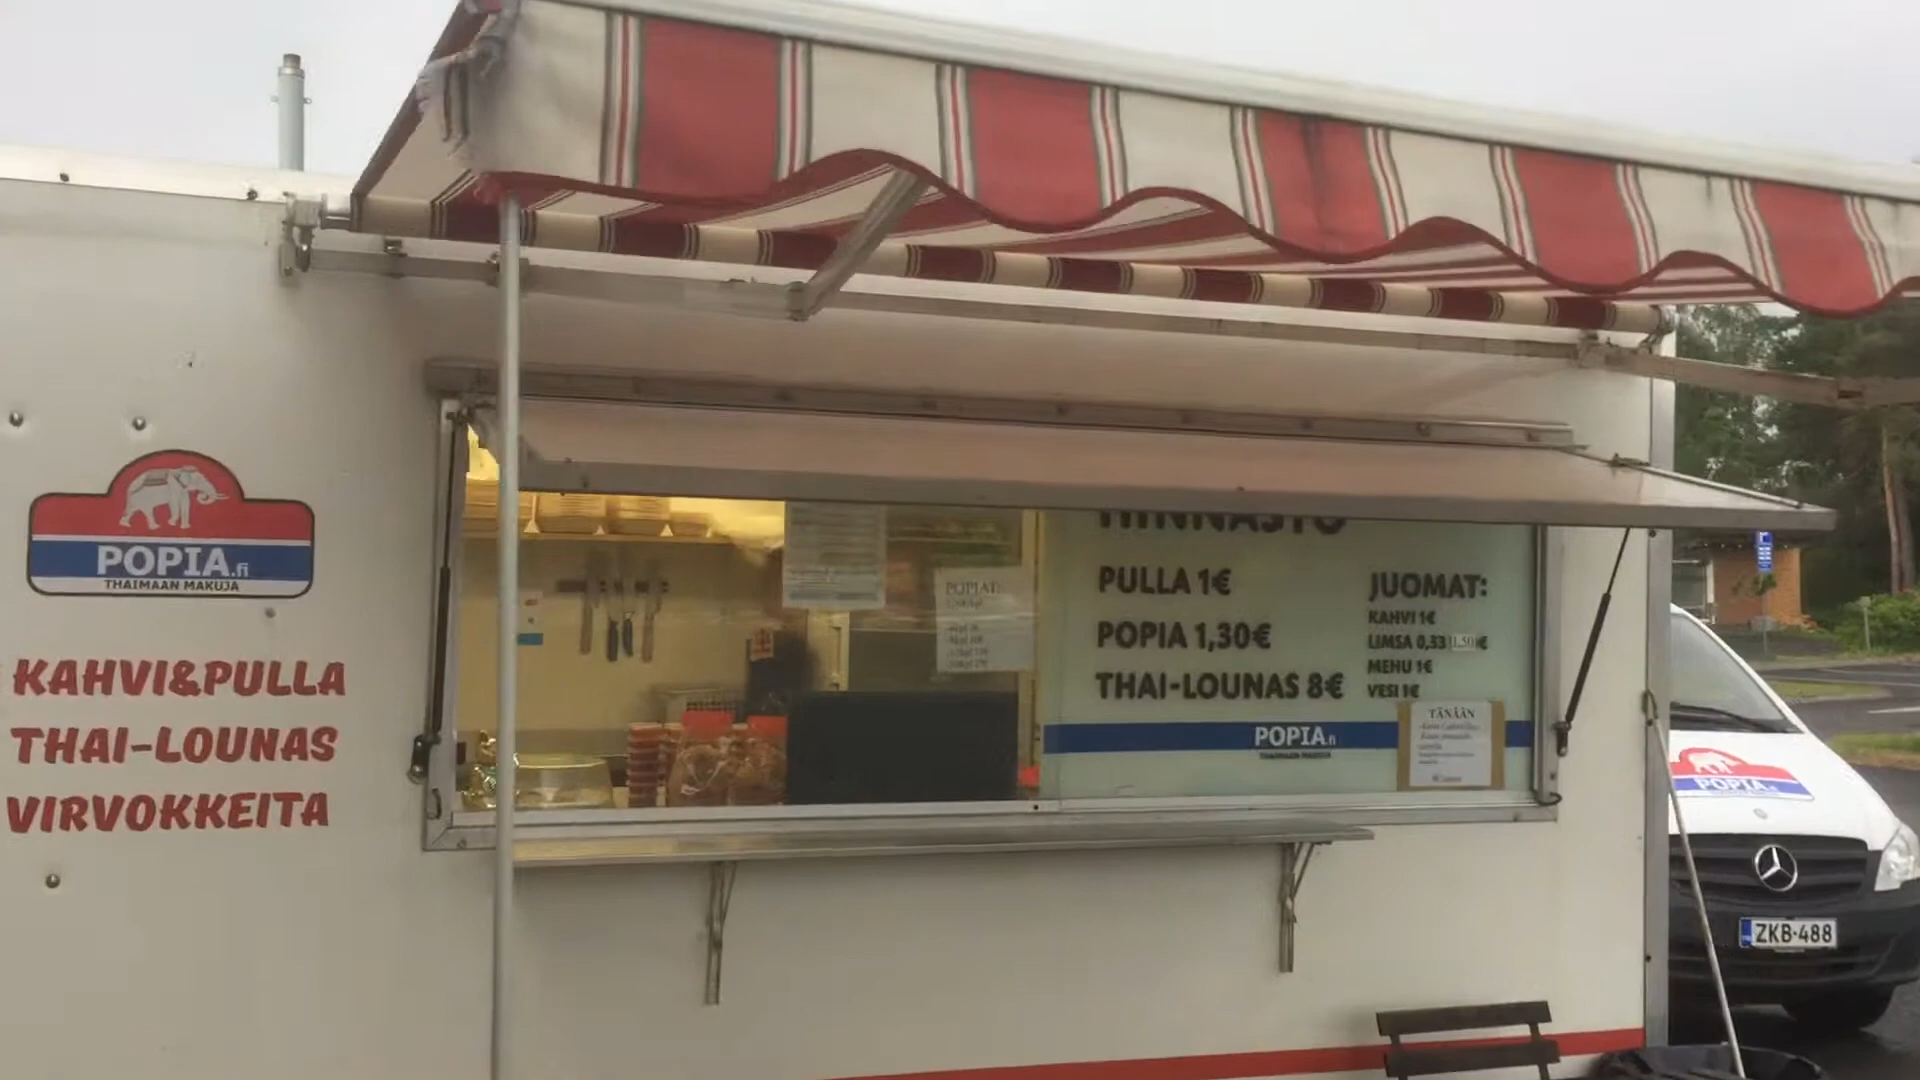 POPIA.fi
THAIMAAN MAKUJA
KAHVI&PULLA
THAI-LOUNAS
VIRVOKKEITA
POPIAT:
HINNASTO
PULLA 1€
POPIA 1,30€
THAI-LOUNAS 8€
JUOMAT:
KAHVI 1€
LIMSA 0,33 1,50€
MEHU 1€
VESI 1€
POPIA.fi
THAIMAAN MAKUJA
TÄNÄÄN
POPIA.fi
ZKB-488